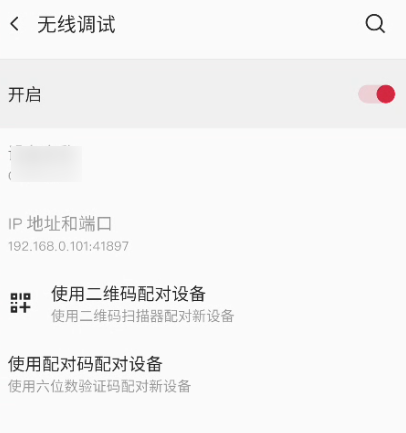 无线调试
开启
IP 地址和端口
192.168.0.101:41897
使用二维码配对设备
使用二维码扫描器配对新设备
使用配对码配对设备
使用六位数验证码配对新设备